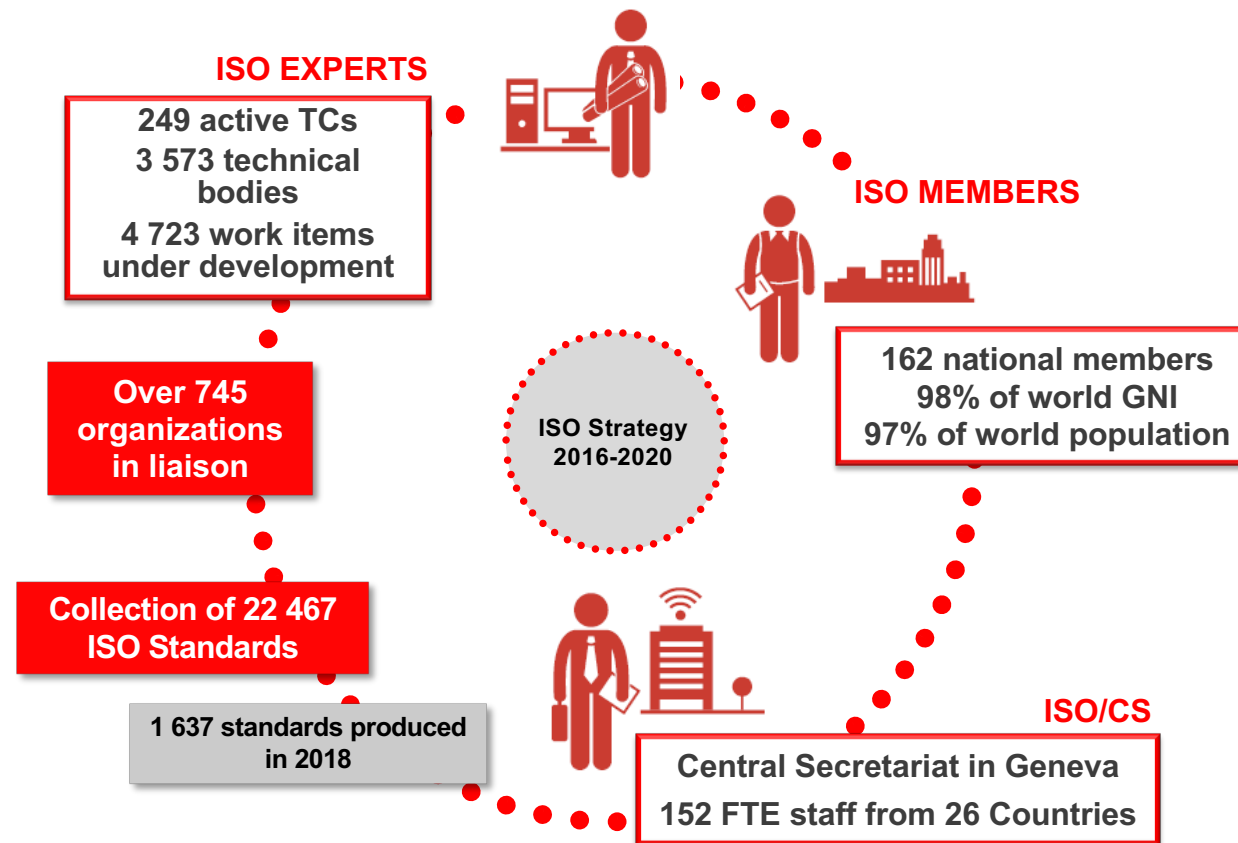 ISO EXPERTS
249 active TCs
3 573 technical
bodies
4 723 work items
under development
ISO MEMBERS
162 national members
98% of world GNI
97% of world population
Over 745
organizations
in liaison
ISO Strategy
2016-2020
Collection of 22 467
ISO Standards
1 637 standards produced
in 2018
ISO/CS
Central Secretariat in Geneva
152 FTE staff from 26 Countries